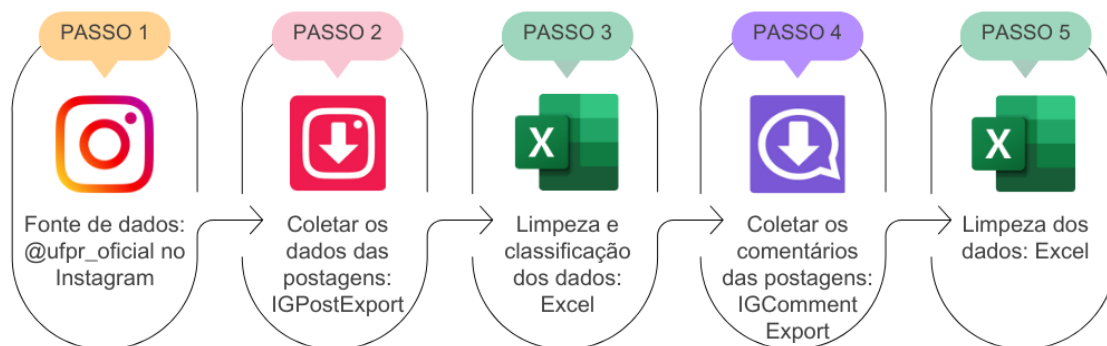 PASSO 1
Fonte de dados:
@ufpr_oficial no
Instagram
PASSO 2
Coletar os
dados das
postagens:
IGPostExport
PASSO 3
X
Limpeza e
classificação
dos dados:
Excel
PASSO 4
Coletar os
comentários
das postagens:
IGComment
Export
PASSO 5
X
Limpeza dos
dados: Excel